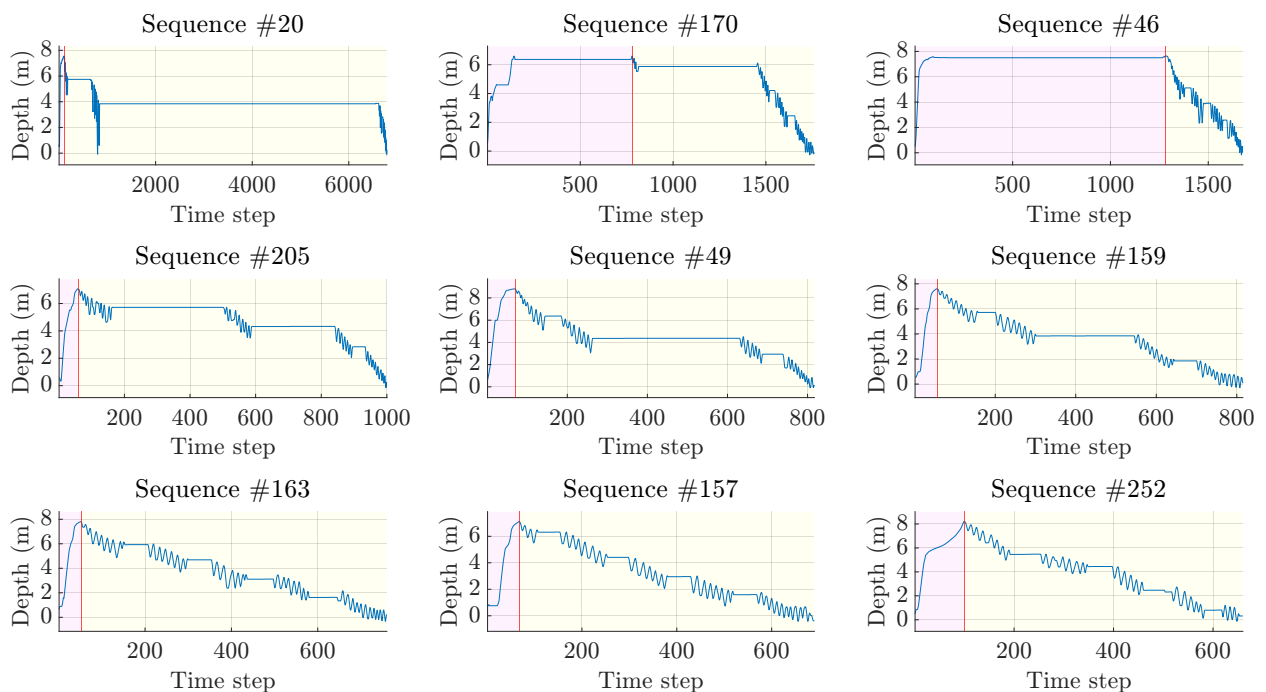 Sequence #20
Depth (m)
8
6
4
2
0
2000
4000
6000
Time step
Sequence #170
Depth (m)
6
4
2
0
500
1000
1500
Time step
Sequence #46
Depth (m)
8
6
4
2
0
500
1000
1500
Time step
Sequence #205
Depth (m)
6
4
2
0
200
400
600
800
1000
Time step
Sequence #49
Depth (m)
8
6
4
2
0
200
400
600
800
Time step
Sequence #159
Depth (m)
8
6
4
2
0
200
400
600
800
Time step
Sequence #163
Depth (m)
8
6
4
2
0
200
400
600
Time step
Sequence #157
Depth (m)
6
4
2
0
200
400
600
Time step
Sequence #252
Depth (m)
8
6
4
2
0
200
400
600
Time step